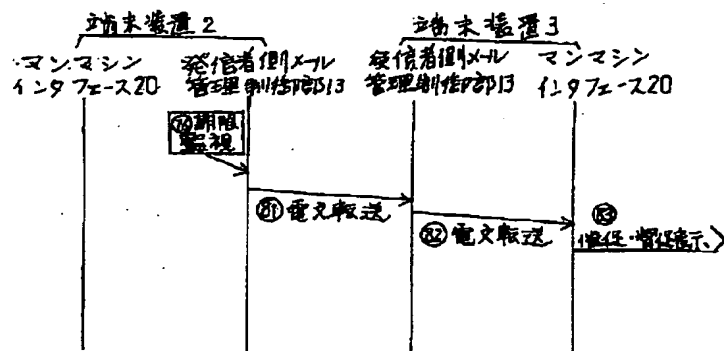 端末装置2
端末装置3
マンマシン
インタフェース20
発信者側メール
管理制御部13
受信者側メール
管理制御部13
マンマシン
インタフェース20
期限
監視
㉛電文転送
㉜電文転送
催促・督促表示